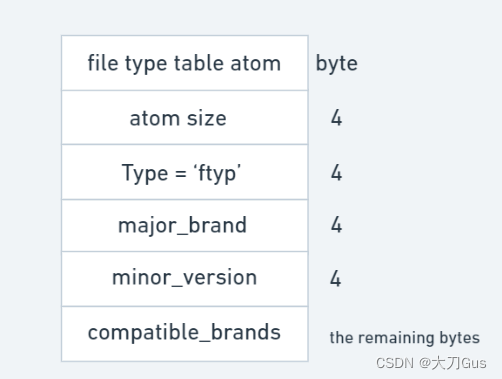 file type table atom byte
atom size 4
Type = ‘ftyp’ 4
major_brand 4
minor_version 4
compatible_brands the remaining bytes
CSDN @大刀Gus